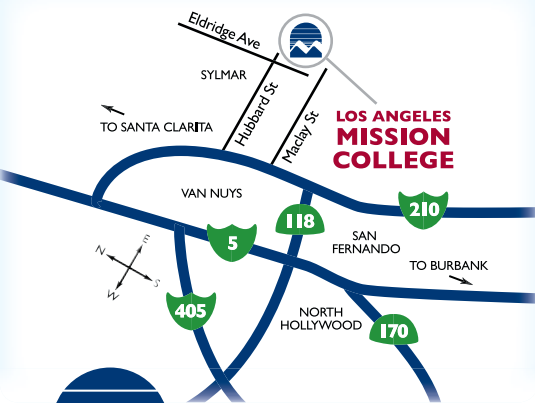 Eldridge Ave
SYLMAR
Hubbard St
Maclay St
LOS ANGELES
MISSION
COLLEGE
TO SANTA CLARITA
VAN NUYS
118
210
5
SAN
FERNANDO
TO BURBANK
N
E
S
W
405
NORTH
HOLLYWOOD
170